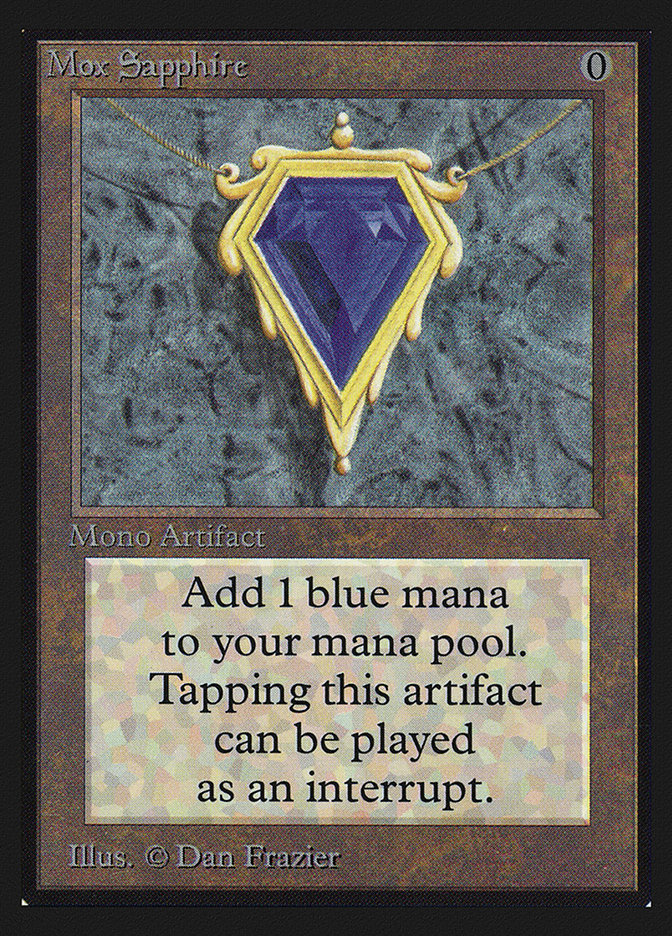 Mox Sapphire 0
Mono Artifact
Add 1 blue mana
to your mana pool.
Tapping this artifact
can be played
as an interrupt.
Illus. © Dan Frazier